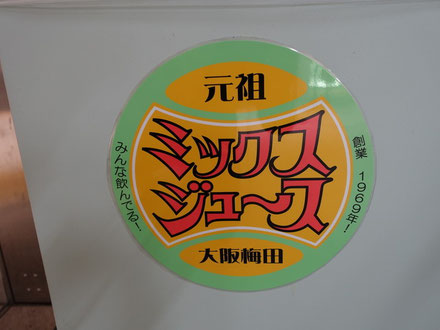 元祖
ミックス
ジュース
大阪梅田
みんな飲んでる!
創業 1969年!